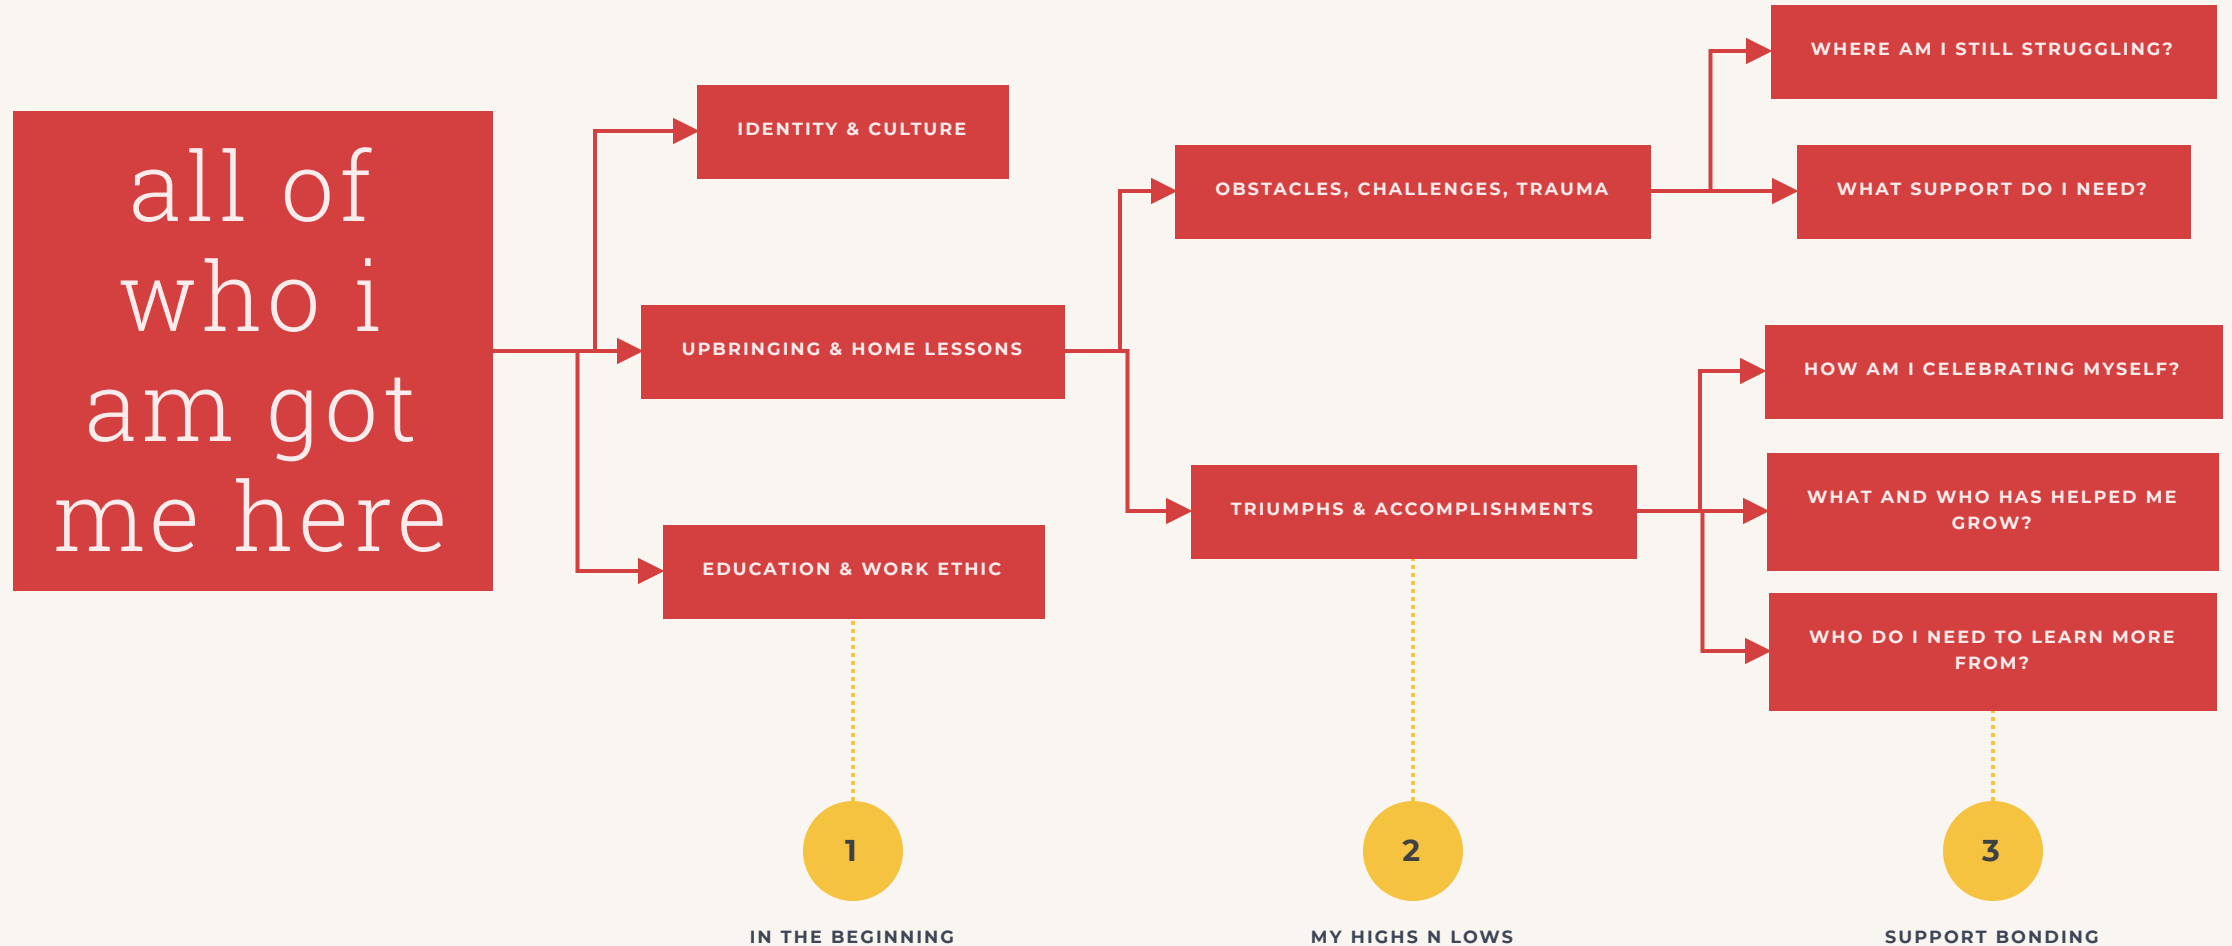 all of
who i
am got
me here
IDENTITY & CULTURE
UPBRINGING & HOME LESSONS
EDUCATION & WORK ETHIC
OBSTACLES, CHALLENGES, TRAUMA
TRIUMPHS & ACCOMPLISHMENTS
WHERE AM I STILL STRUGGLING?
WHAT SUPPORT DO I NEED?
HOW AM I CELEBRATING MYSELF?
WHAT AND WHO HAS HELPED ME
GROW?
WHO DO I NEED TO LEARN MORE
FROM?
1
IN THE BEGINNING
2
MY HIGHS N LOWS
3
SUPPORT BONDING